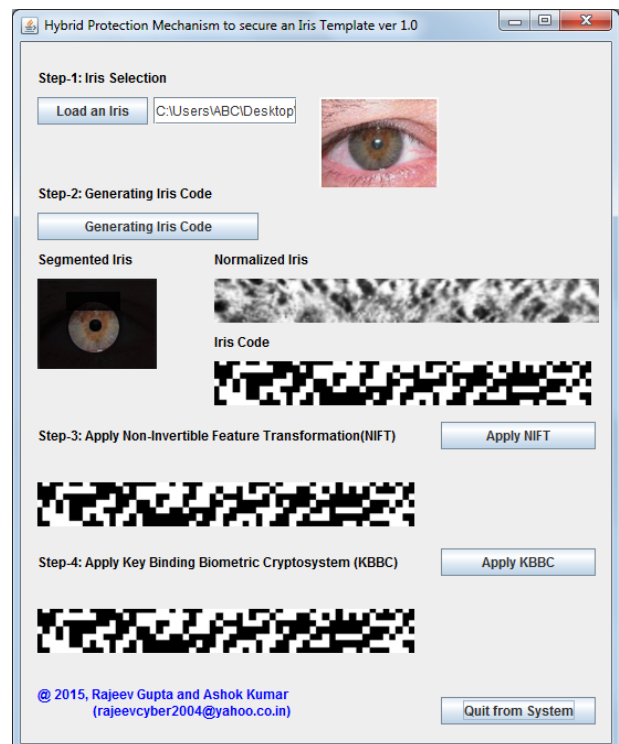 Hybrid Protection Mechanism to secure an Iris Template ver 1.0
Step-1: Iris Selection
Load an Iris C:\Users\ABC\Desktop\
Step-2: Generating Iris Code
Generating Iris Code
Segmented Iris Normalized Iris
Iris Code
Step-3: Apply Non-Invertible Feature Transformation(NIFT) Apply NIFT
Step-4: Apply Key Binding Biometric Cryptosystem (KBBC) Apply KBBC
@ 2015, Rajeev Gupta and Ashok Kumar
(rajeevcyber2004@yahoo.co.in)
Quit from System